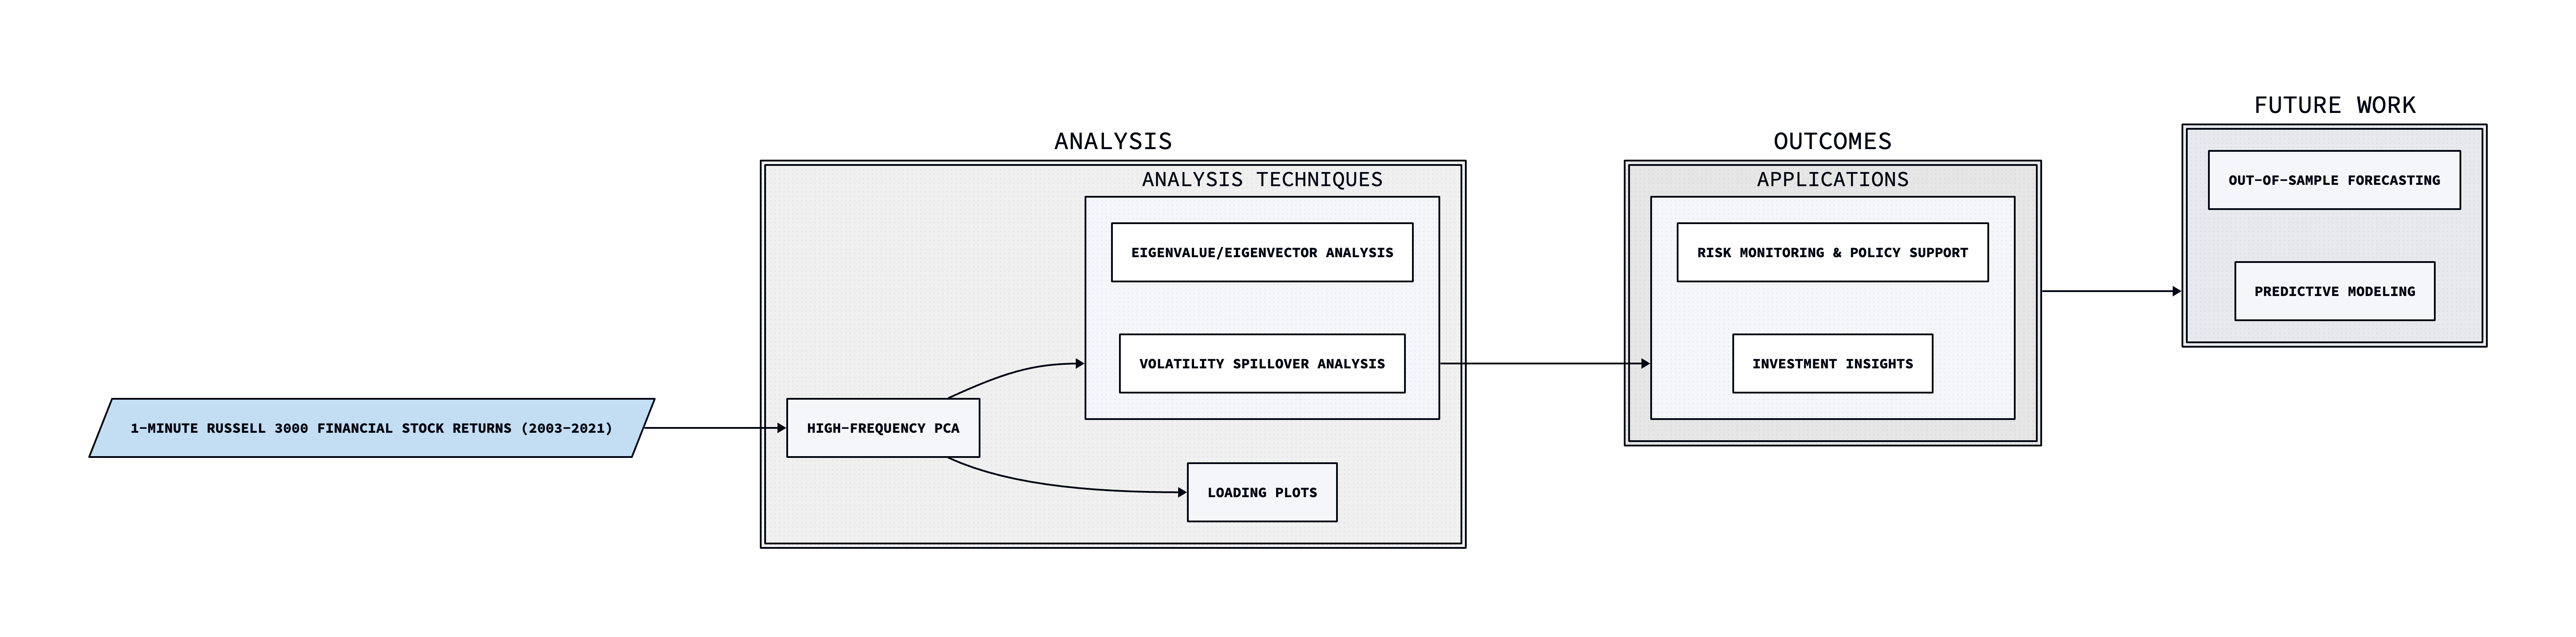 1-MINUTE RUSSELL 3000 FINANCIAL STOCK RETURNS (2003-2021)
ANALYSIS
HIGH-FREQUENCY PCA
ANALYSIS TECHNIQUES
EIGENVALUE/EIGENVECTOR ANALYSIS
VOLATILITY SPILLOVER ANALYSIS
LOADING PLOTS
OUTCOMES
APPLICATIONS
RISK MONITORING & POLICY SUPPORT
INVESTMENT INSIGHTS
FUTURE WORK
OUT-OF-SAMPLE FORECASTING
PREDICTIVE MODELING